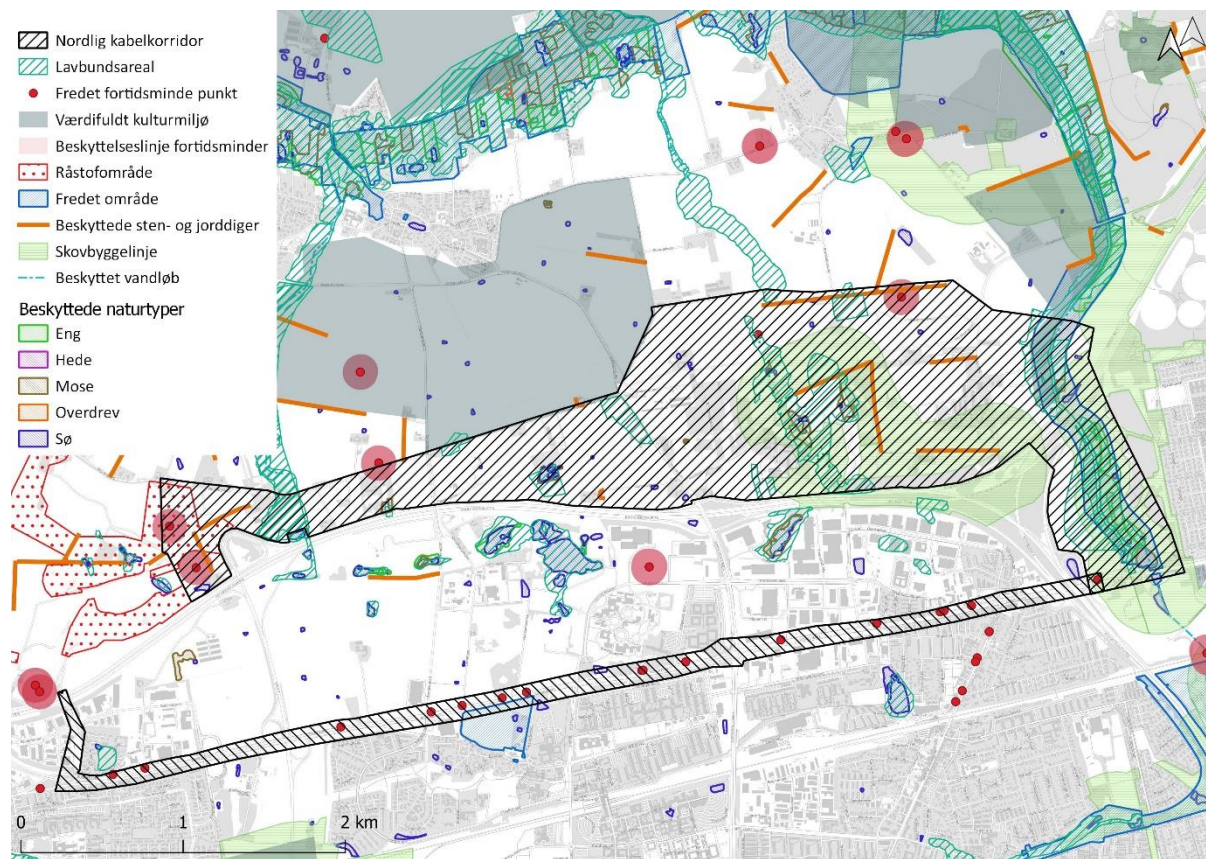 Nordlig kabelkorridor
Lavbundsareal
Fredet fortidsminde punkt
Værdifuldt kulturmiljø
Beskyttelseslinje fortidsminder
Råstofområde
Fredet område
Beskyttede sten- og jorddiger
Skovbyggelinje
Beskyttet vandløb
Beskyttede naturtyper
Eng
Hede
Mose
Overdrev
Sø
0 1 2 km